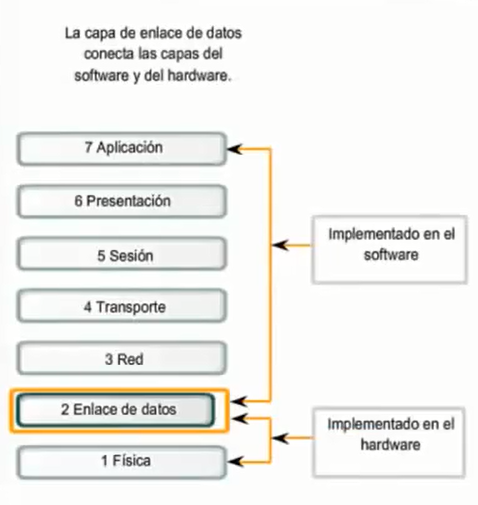 La capa de enlace de datos
conecta las capas del
software y del hardware.
7 Aplicación
6 Presentación
5 Sesión
4 Transporte
3 Red
2 Enlace de datos
1 Física
Implementado en el
software
Implementado en el
hardware